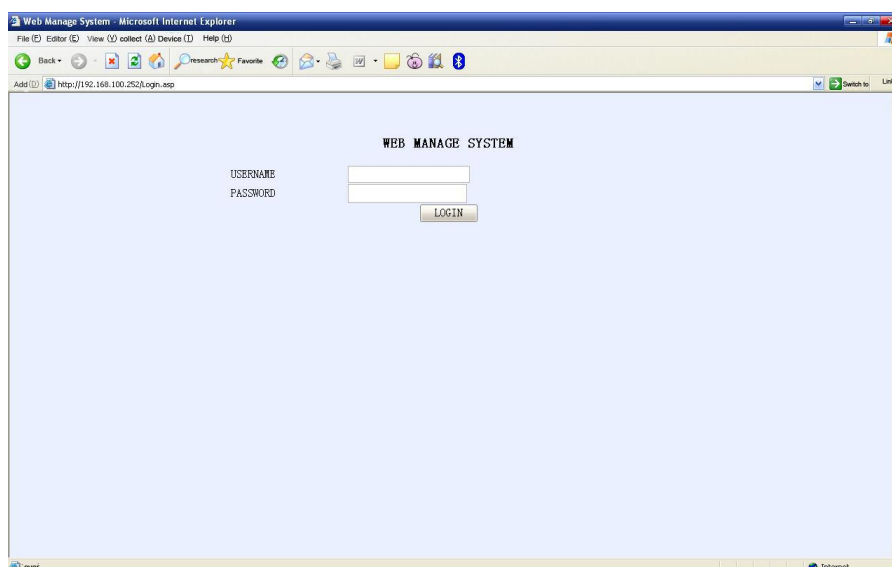 Web Manage System - Microsoft Internet Explorer
File (F) Editor (E) View (V) collect (A) Device (T) Help (H)
Back research Favorite
Add (D) http://192.168.100.252/Login.asp Switch to
WEB MANAGE SYSTEM
USERNAME
PASSWORD
LOGIN
Internet